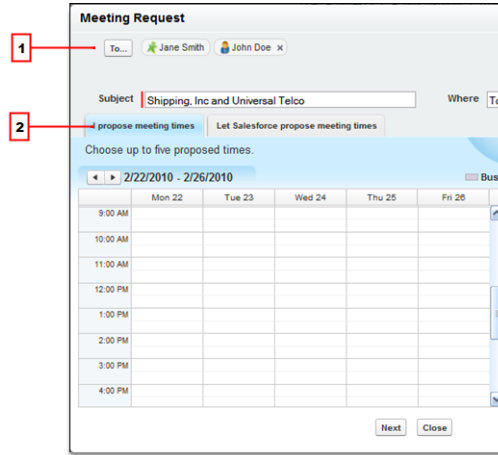 Meeting Request
1
To...
Jane Smith
John Doe x
Subject
Shipping, Inc and Universal Telco
Where
To
2
I propose meeting times
Let Salesforce propose meeting times
Choose up to five proposed times.
2/22/2010 - 2/26/2010
Bus
Mon 22 Tue 23 Wed 24 Thu 25 Fri 26
9:00 AM
10:00 AM
11:00 AM
12:00 PM
1:00 PM
2:00 PM
3:00 PM
4:00 PM
Next Close